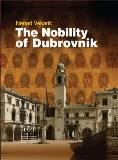 Nenad Vekarić
The Nobility
of Dubrovnik